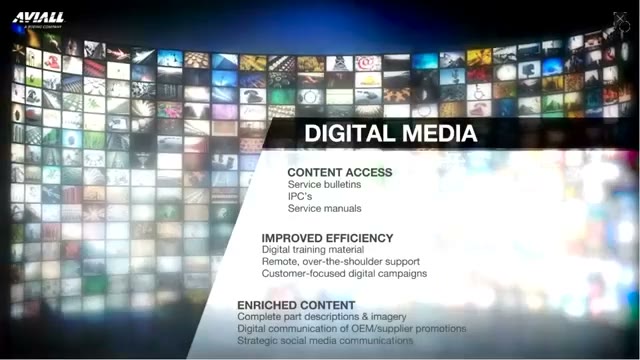 AVIALL
A BOEING COMPANY
DIGITAL MEDIA
CONTENT ACCESS
Service bulletins
IPC's
Service manuals
IMPROVED EFFICIENCY
Digital training material
Remote, over-the-shoulder support
Customer-focused digital campaigns
ENRICHED CONTENT
Complete part descriptions & imagery
Digital communication of OEM/supplier promotions
Strategic social media communications